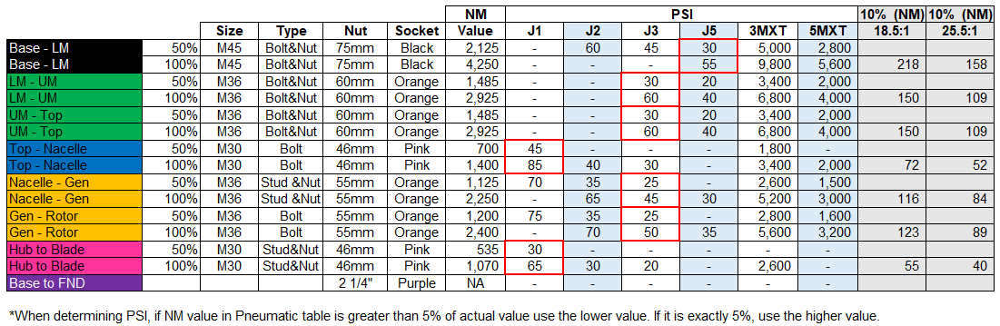 NM PSI 10% (NM) 10% (NM)
Size Type Nut Socket Value J1 J2 J3 J5 3MXT 5MXT 18.5:1 25.5:1
Base - LM 50% M45 Bolt&Nut 75mm Black 2,125 - 60 45 30 5,000 2,800
Base - LM 100% M45 Bolt&Nut 75mm Black 4,250 - - - 55 9,800 5,600 218 158
LM - UM 50% M36 Bolt&Nut 60mm Orange 1,485 - - 30 20 3,400 2,000
LM - UM 100% M36 Bolt&Nut 60mm Orange 2,925 - - 60 40 6,800 4,000 150 109
UM - Top 50% M36 Bolt&Nut 60mm Orange 1,485 - - 30 20 3,400 2,000
UM - Top 100% M36 Bolt&Nut 60mm Orange 2,925 - - 60 40 6,800 4,000 150 109
Top - Nacelle 50% M30 Bolt 46mm Pink 700 45 - - - 1,800 -
Top - Nacelle 100% M30 Bolt 46mm Pink 1,400 85 40 30 - 3,400 2,000 72 52
Nacelle - Gen 50% M36 Stud &Nut 55mm Orange 1,125 70 35 25 - 2,600 1,500
Nacelle - Gen 100% M36 Stud &Nut 55mm Orange 2,250 - 65 45 30 5,200 3,000 116 84
Gen - Rotor 50% M36 Bolt 55mm Orange 1,200 75 35 25 - 2,800 1,600
Gen - Rotor 100% M36 Bolt 55mm Orange 2,400 - 70 50 35 5,600 3,200 123 89
Hub to Blade 50% M30 Stud&Nut 46mm Pink 535 30 - - - - -
Hub to Blade 100% M30 Stud&Nut 46mm Pink 1,070 65 30 20 - 2,600 - 55 40
Base to FND 2 1/4" Purple NA - - - - - -
*When determining PSI, if NM value in Pneumatic table is greater than 5% of actual value use the lower value. If it is exactly 5%, use the higher value.